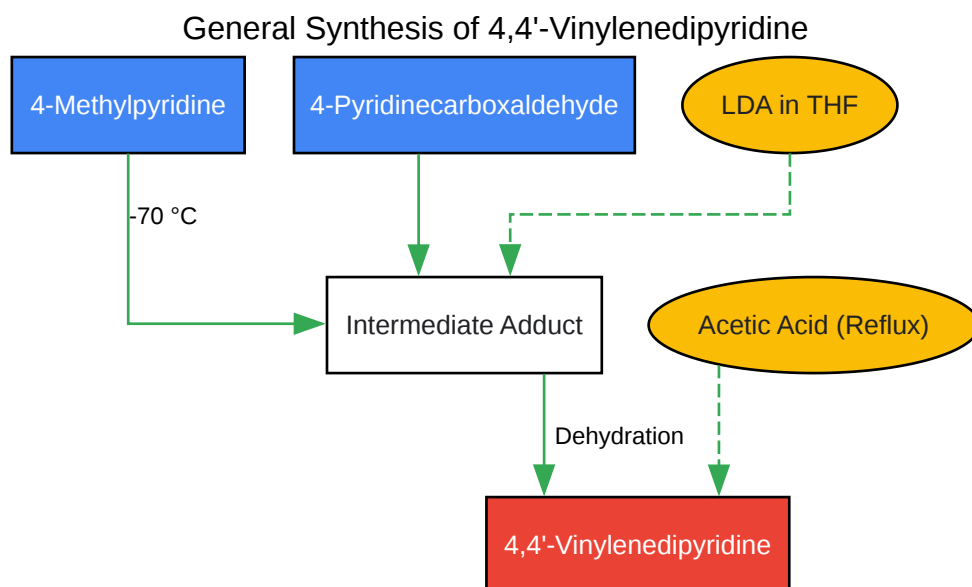 General Synthesis of 4,4'-Vinylenedipyridine
4-Methylpyridine
4-Pyridinecarboxaldehyde
LDA in THF
-70 °C
Intermediate Adduct
Acetic Acid (Reflux)
Dehydration
4,4'-Vinylenedipyridine